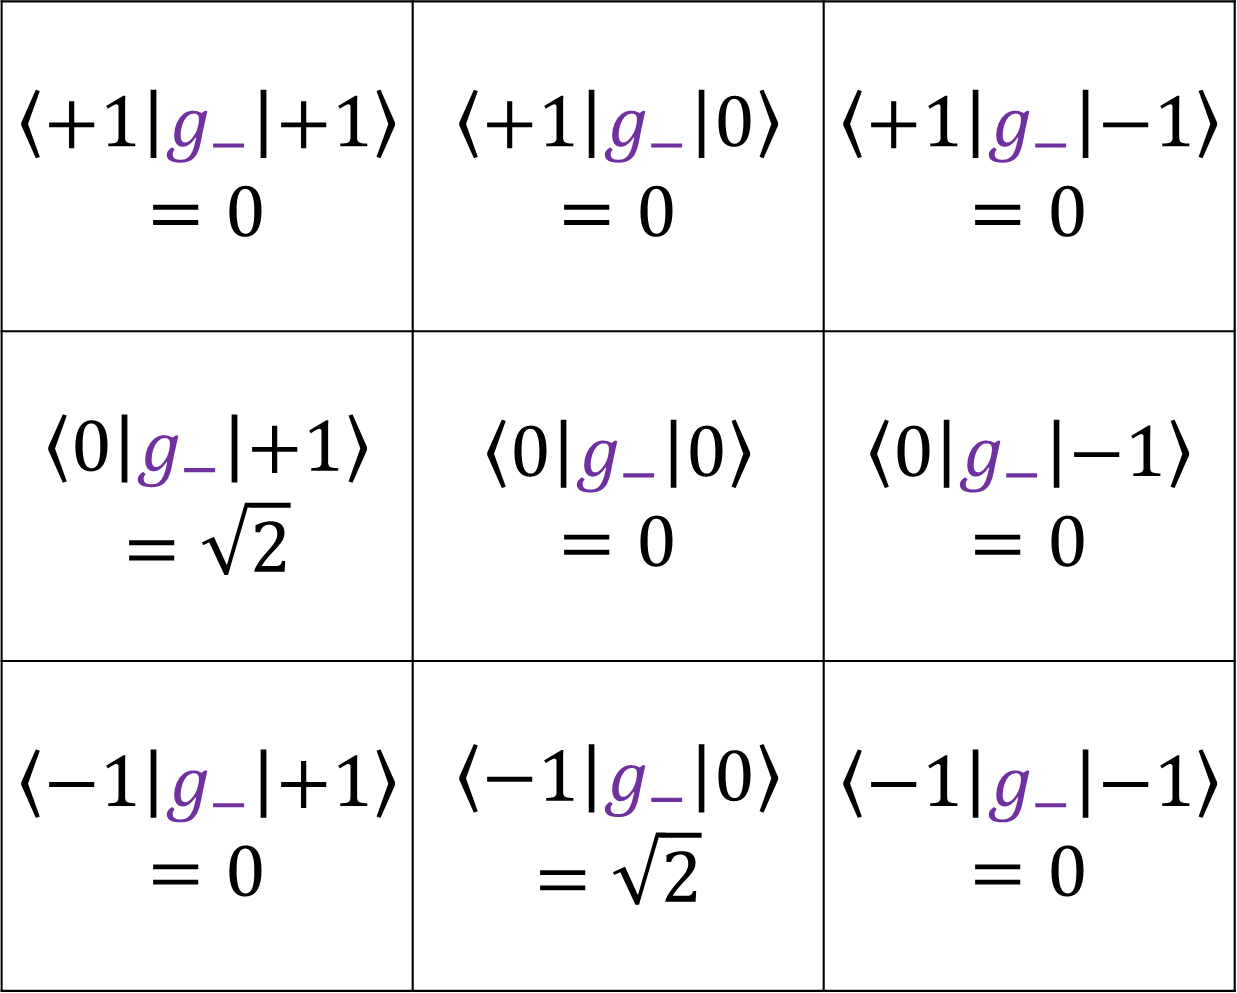 ⟨+1|g₋|+1⟩
= 0
⟨+1|g₋|0⟩
= 0
⟨+1|g₋|−1⟩
= 0
⟨0|g₋|+1⟩
= √2
⟨0|g₋|0⟩
= 0
⟨0|g₋|−1⟩
= 0
⟨−1|g₋|+1⟩
= 0
⟨−1|g₋|0⟩
= √2
⟨−1|g₋|−1⟩
= 0